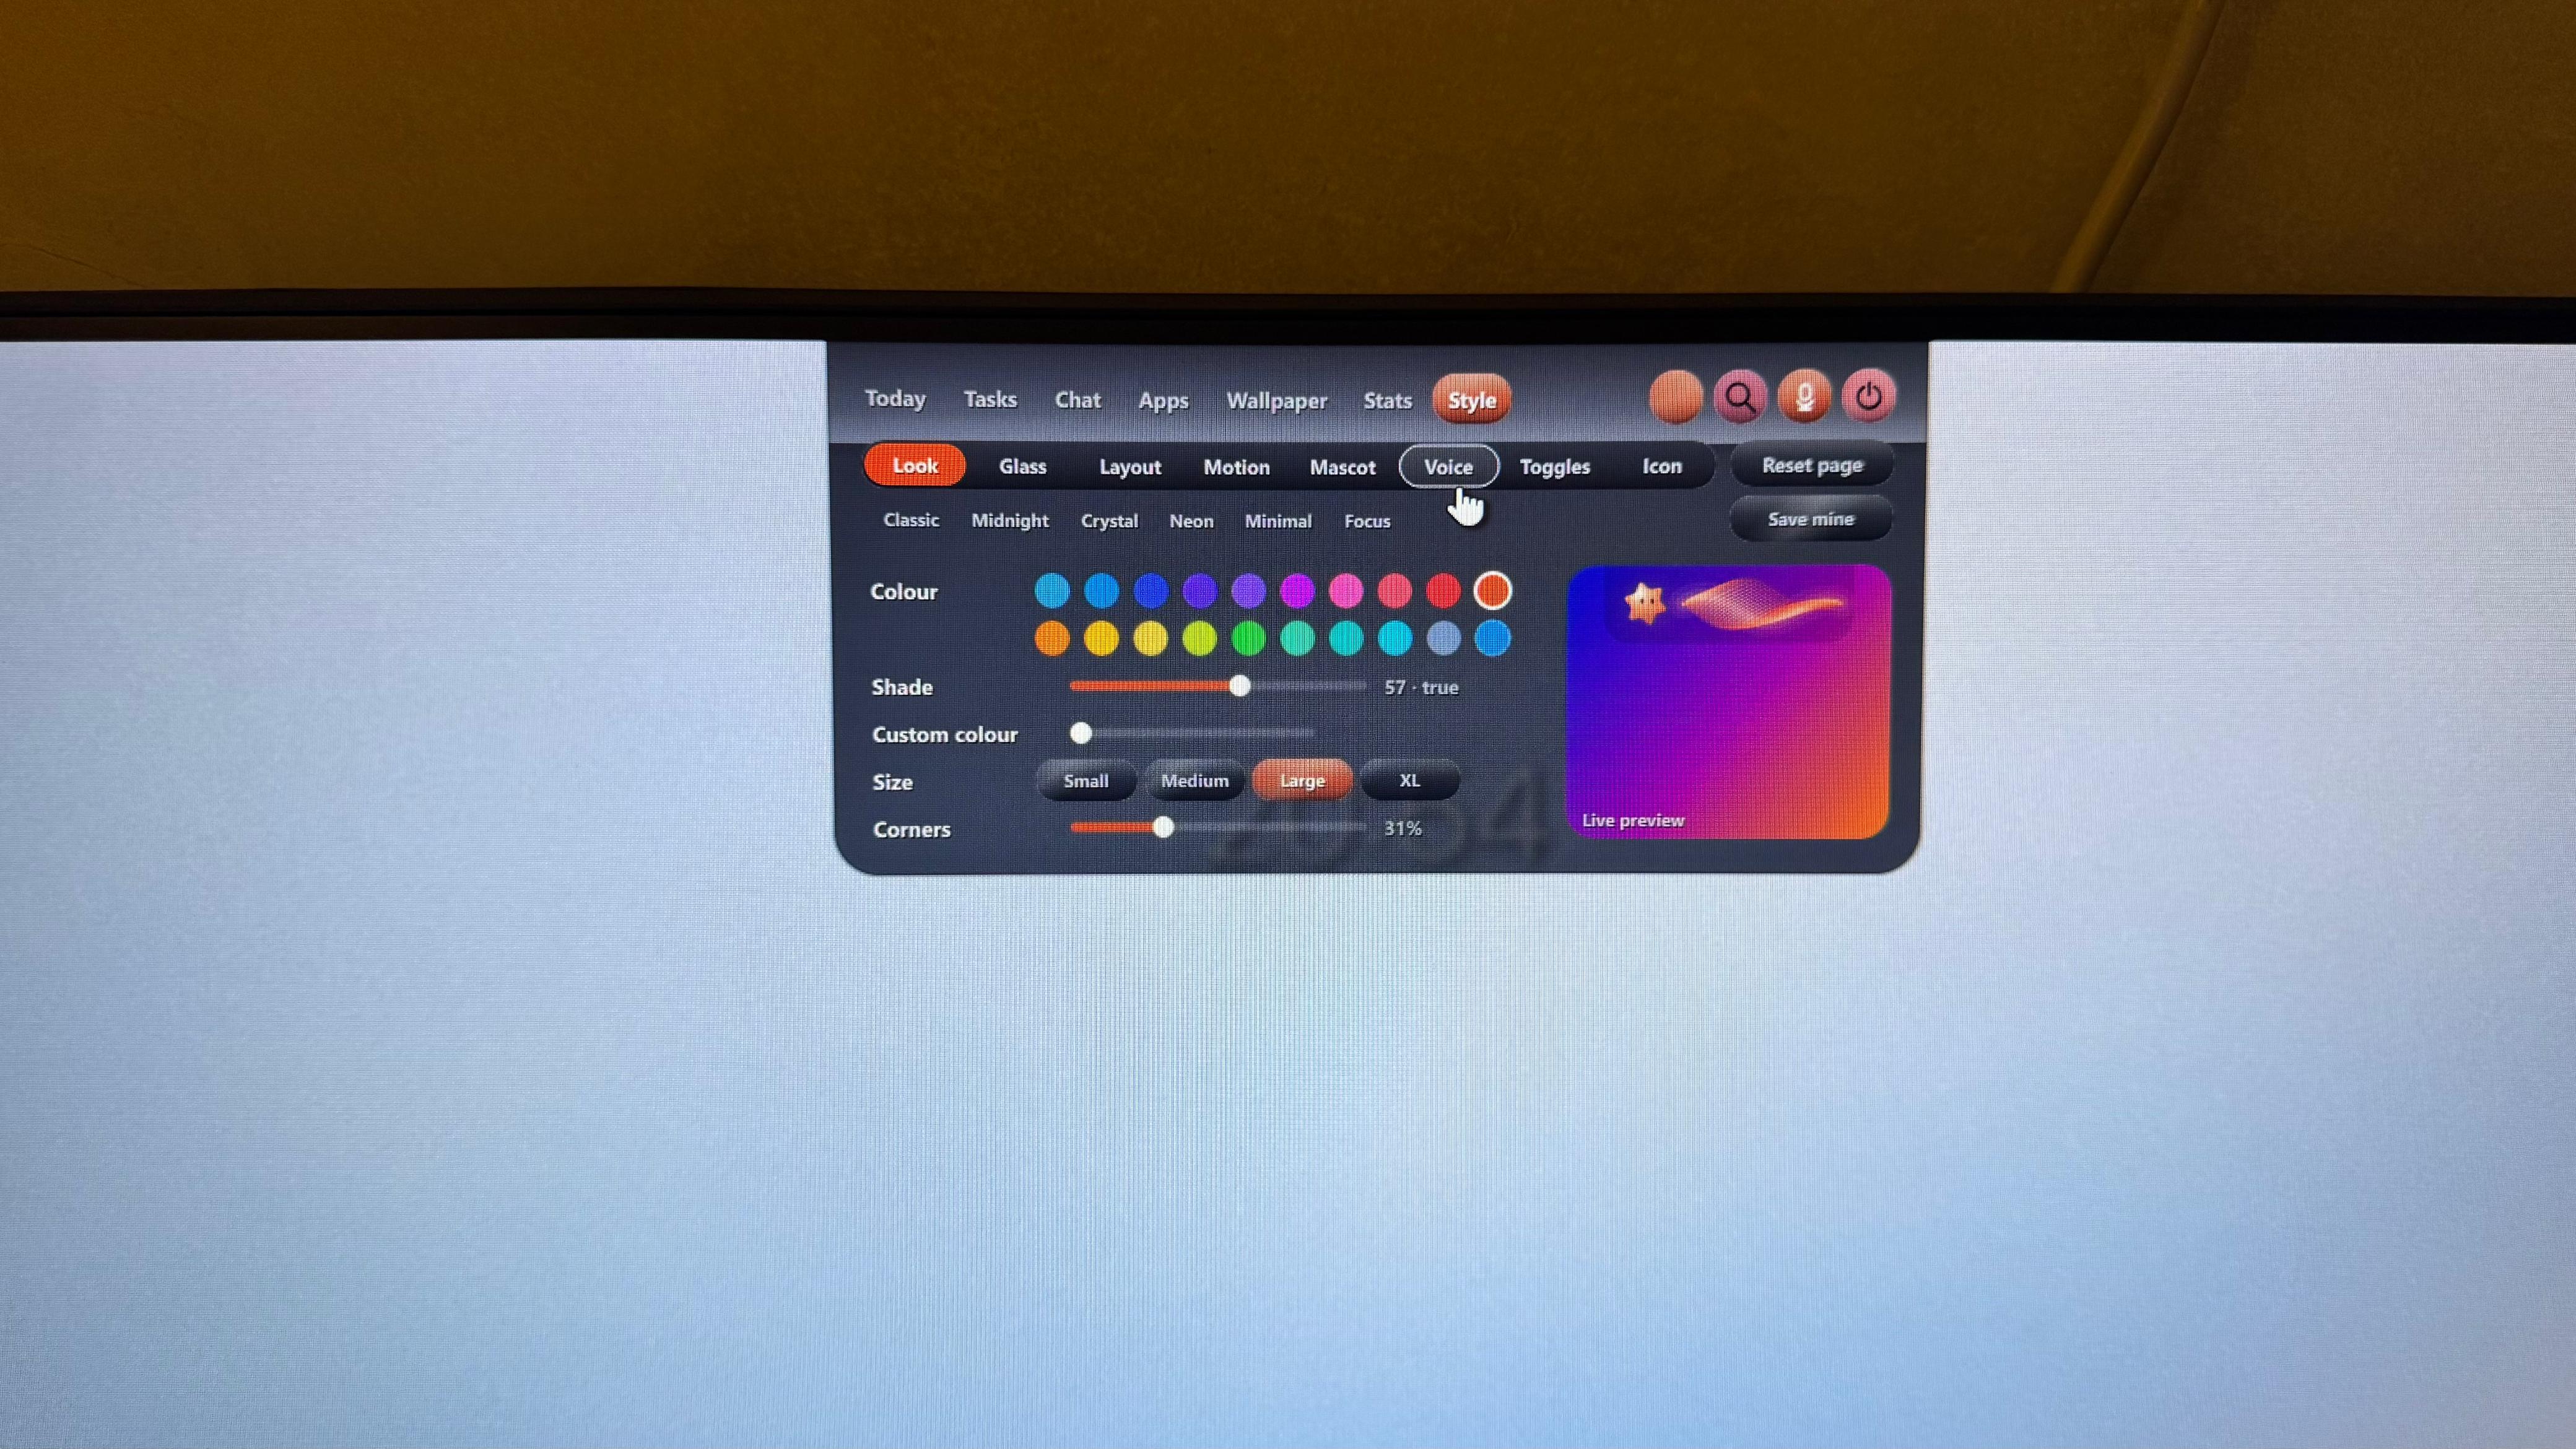 Today Tasks Chat Apps Wallpaper Stats Style
Look Glass Layout Motion Mascot Voice Toggles Icon Reset page
Classic Midnight Crystal Neon Minimal Focus Save mine
Colour
Shade 57 · true
Custom colour
Size Small Medium Large XL
Corners 31%
Live preview